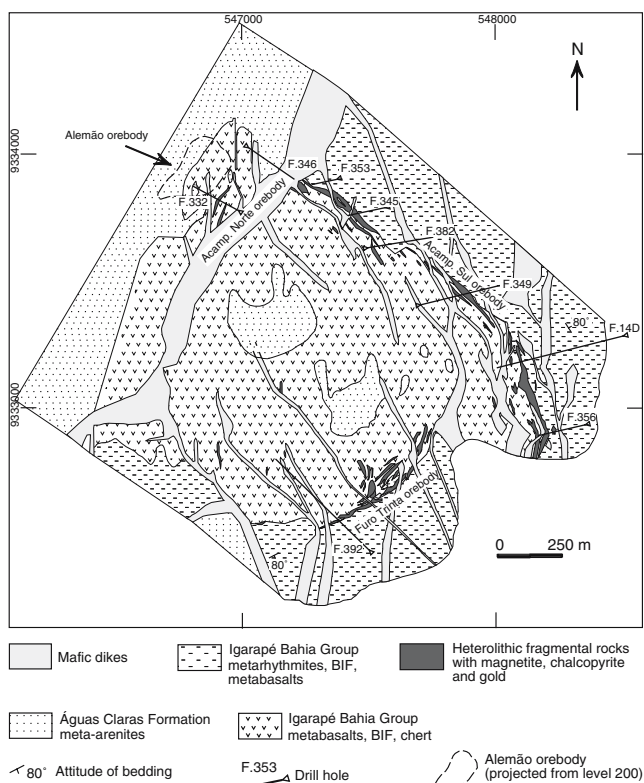 547000
548000
N
9334000
Alemão orebody
F.346
F.353
F.332
F.345
Acamp. Norte orebody
F.382
Acamp. Sul orebody
F.349
80°
F.14D
9333000
F.356
Furo Trinta orebody
F.392
80°
0 250 m
Mafic dikes
Igarapé Bahia Group
metarhythmites, BIF,
metabasalts
Heterolithic fragmental rocks
with magnetite, chalcopyrite
and gold
Águas Claras Formation
meta-arenites
Igarapé Bahia Group
metabasalts, BIF, chert
80° Attitude of bedding
F.353
Drill hole
Alemão orebody
(projected from level 200)